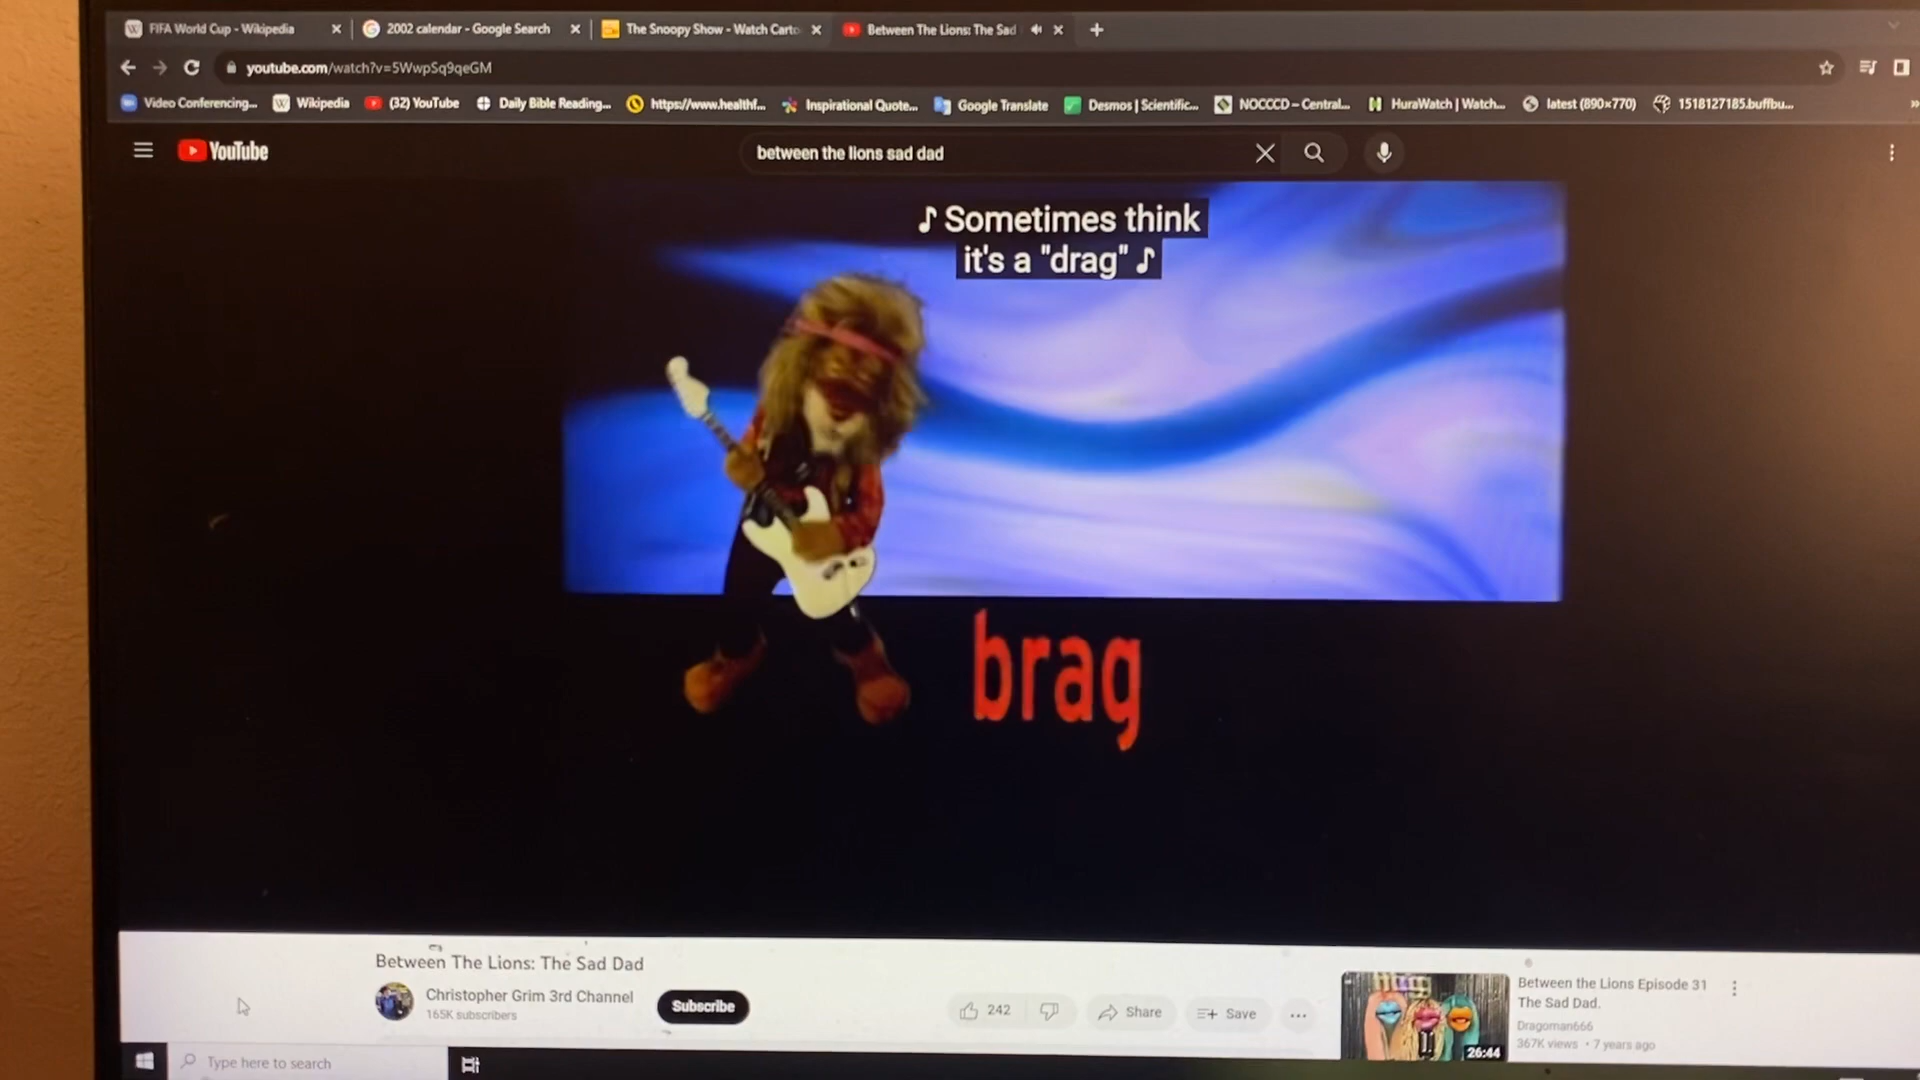 FIFA World Cup - Wikipedia
2002 calendar - Google Search
The Snoopy Show - Watch Carto
Between The Lions: The Sad
youtube.com/watch?v=5WwpSq9qeGM
Video Conferencing...
Wikipedia
(32) YouTube
Daily Bible Reading...
https://www.healthf...
Inspirational Quote...
Google Translate
Desmos | Scientific...
NOCCCD – Central...
HuraWatch | Watch...
latest (890×770)
1518127185.buffbu...
YouTube
between the lions sad dad
♪ Sometimes think
it's a "drag" ♪
brag
Between The Lions: The Sad Dad
Christopher Grim 3rd Channel
165K subscribers
Subscribe
242
Share
Save
Between the Lions Episode 31
The Sad Dad.
Dragoman666
367K views • 7 years ago
26:44
Type here to search